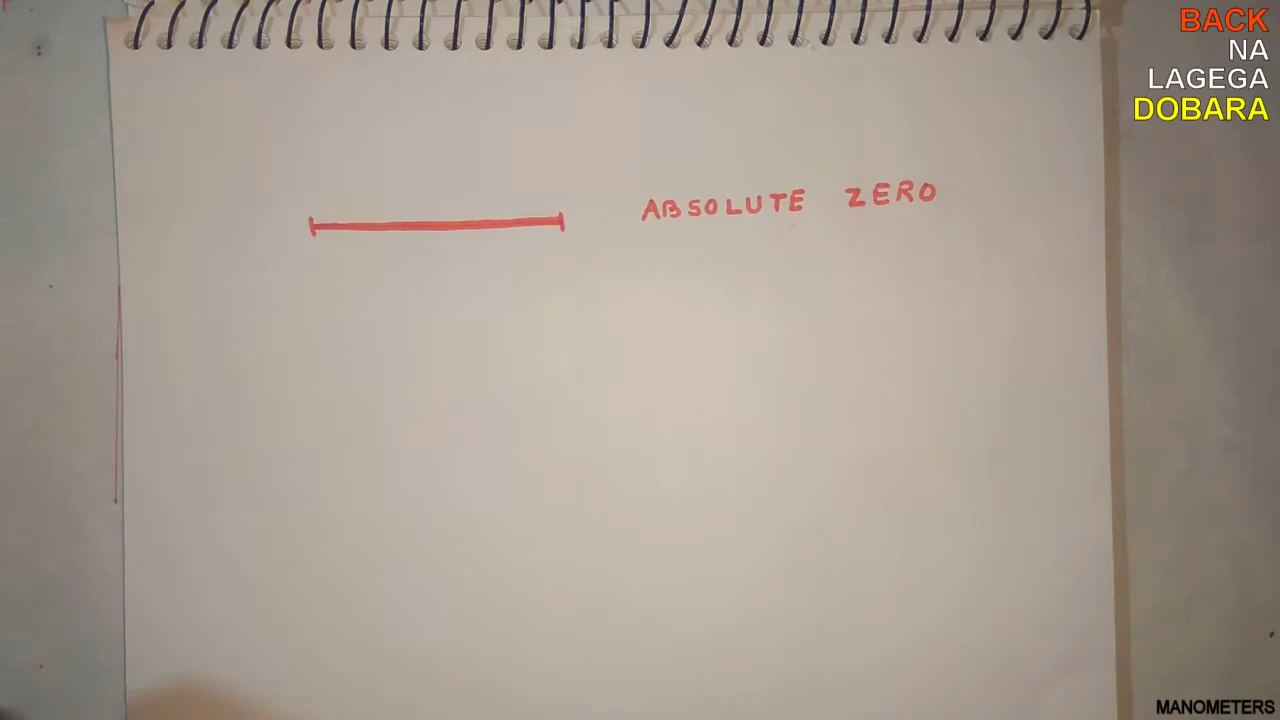 BACK
NA
LAGEGA
DOBARA
ABSOLUTE ZERO
MANOMETERS